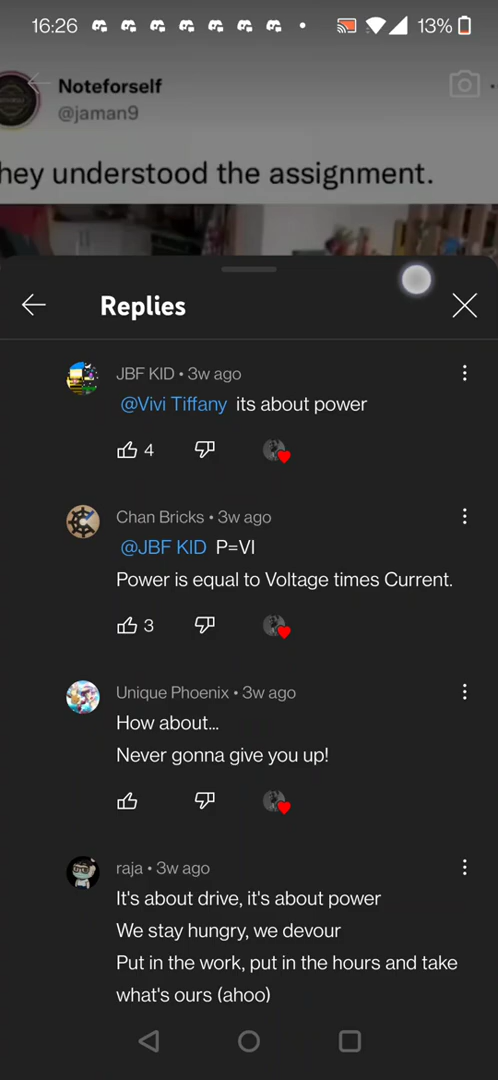 16:26
13%
Noteforself
@jaman9
hey understood the assignment.
Replies
JBF KID • 3w ago
@Vivi Tiffany its about power
4
Chan Bricks • 3w ago
@JBF KID P=VI
Power is equal to Voltage times Current.
3
Unique Phoenix • 3w ago
How about...
Never gonna give you up!
raja • 3w ago
It's about drive, it's about power
We stay hungry, we devour
Put in the work, put in the hours and take
what's ours (ahoo)